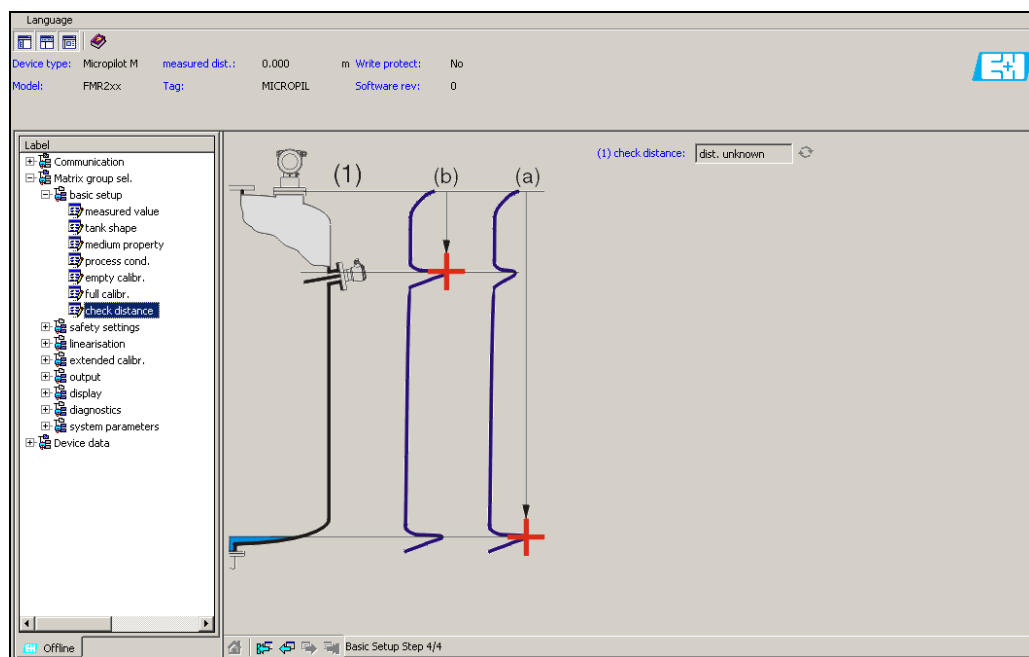 Language
Device type: Micropilot M measured dist.: 0.000 m Write protect: No
Model: FMR2xx Tag: MICROPIL Software rev: 0
E+H
Label
Communication
Matrix group sel.
basic setup
measured value
tank shape
medium property
process cond.
empty calibr.
full calibr.
check distance
safety settings
linearisation
extended calibr.
output
display
diagnostics
system parameters
Device data
(1) (b) (a)
(1) check distance: dist. unknown
Offline
Basic Setup Step 4/4